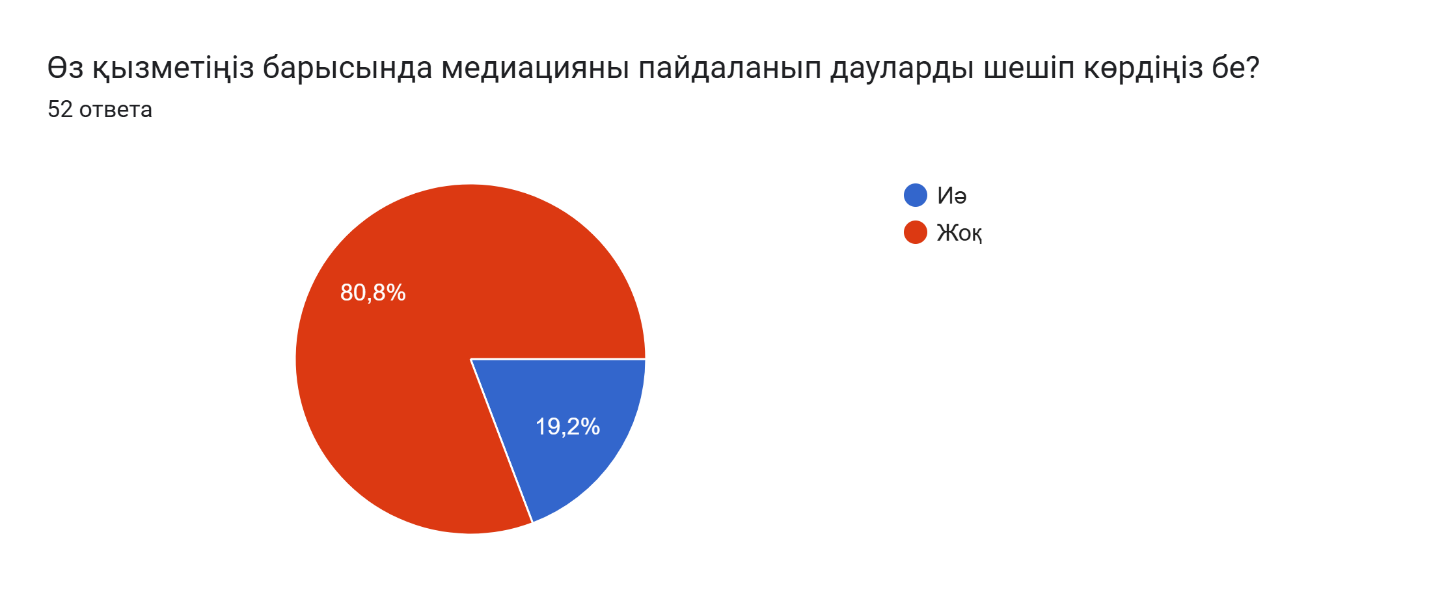 Өз қызметіңіз барысында медиацияны пайдаланып дауларды шешіп көрдіңіз бе?
52 ответа
Иә
Жоқ
80,8%
19,2%